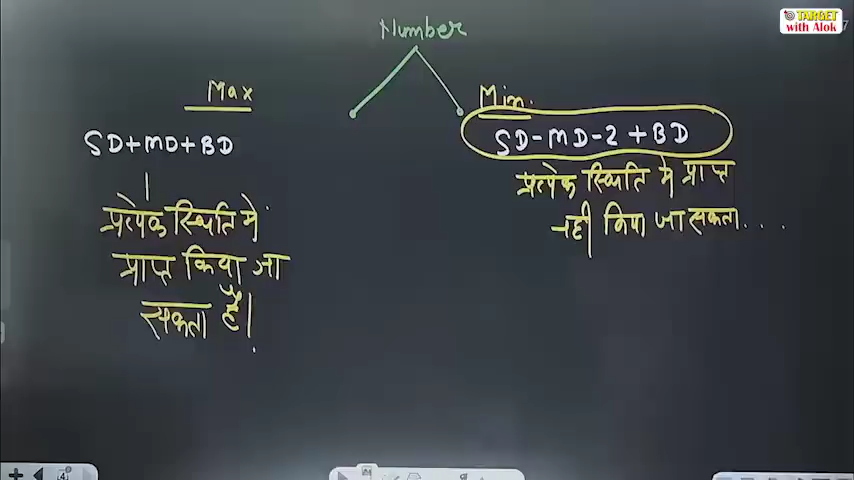 TARGET
with Alok
Number
Max
SD+MD+BD
प्रत्येक स्थिति में
प्राप्त किया जा
सकता है।
Min.
SD-MD-2+BD
प्रत्येक स्थिति में प्राप्त
नही किया जा सकता....